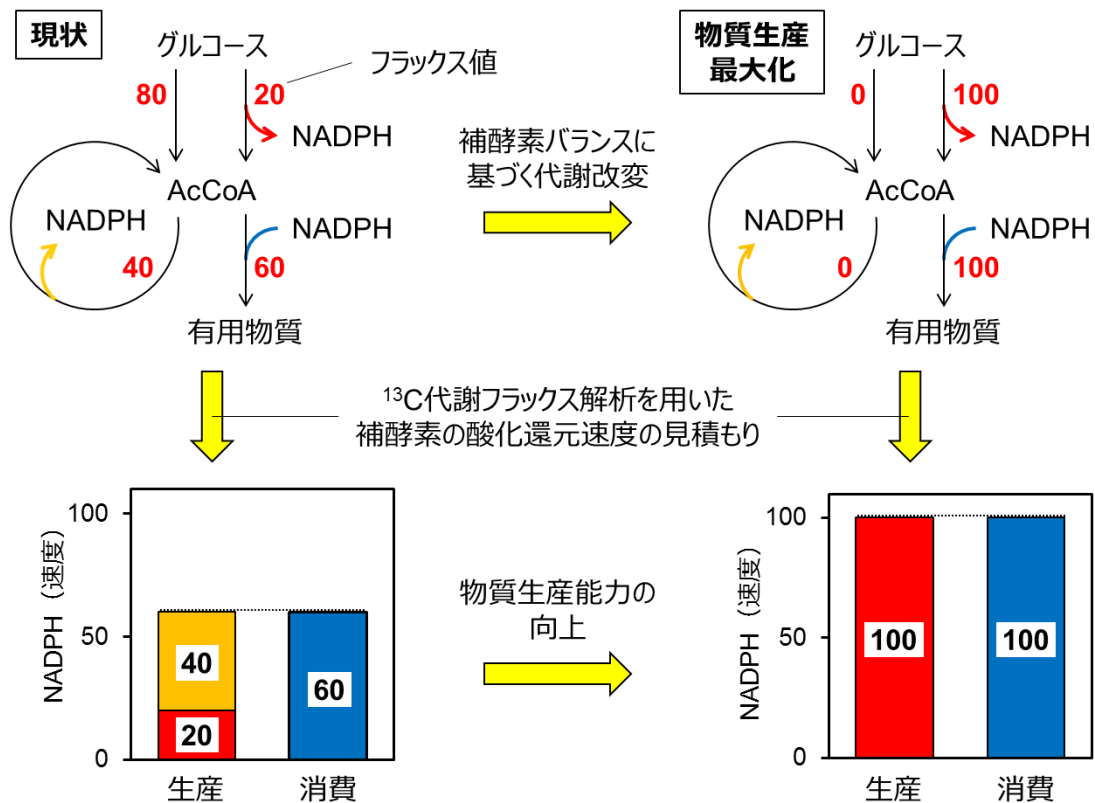 現状
グルコース
フラックス値
80
20
NADPH
AcCoA
NADPH
NADPH
40
60
有用物質
補酵素バランスに
基づく代謝改変
物質生産
最大化
グルコース
0
100
NADPH
AcCoA
NADPH
NADPH
0
100
有用物質
¹³C代謝フラックス解析を用いた
補酵素の酸化還元速度の見積もり
NADPH（速度）
100
50
0
40
20
60
生産
消費
物質生産能力の
向上
NADPH（速度）
100
50
0
100
100
生産
消費